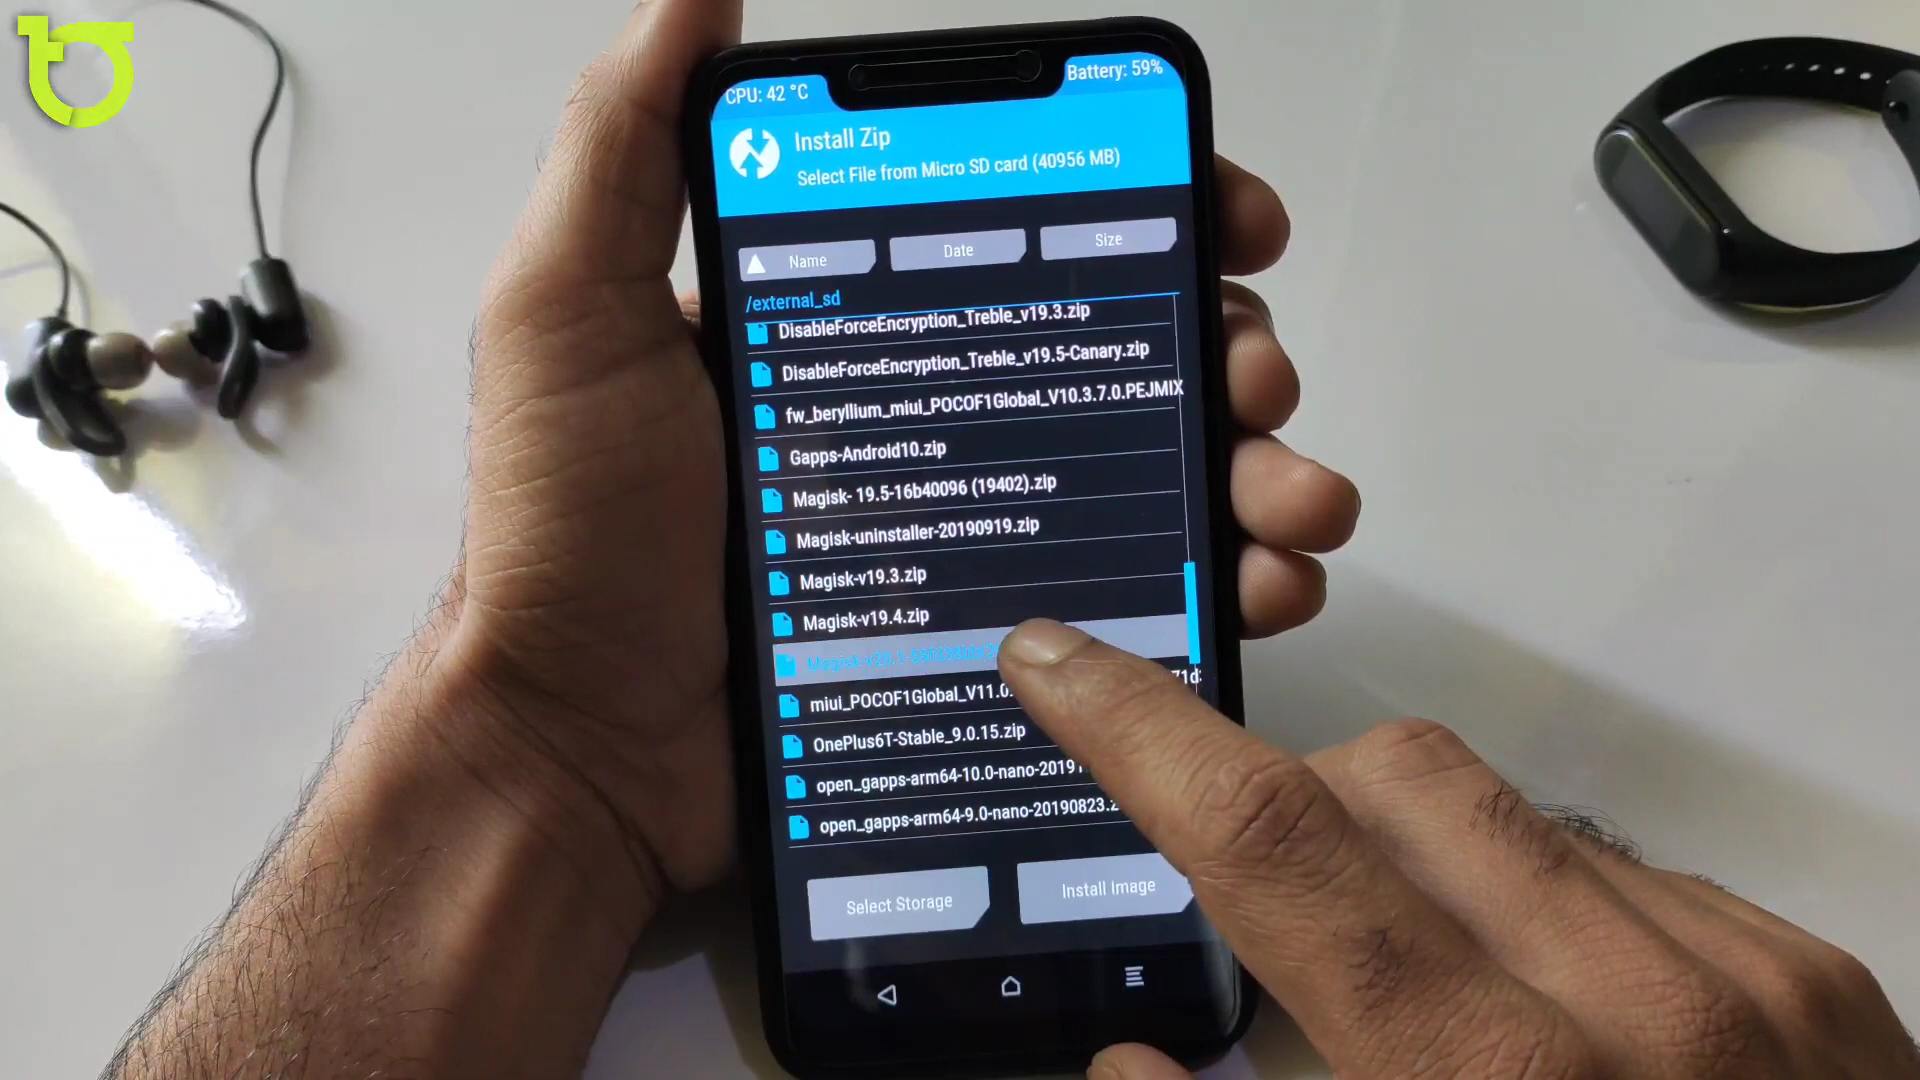 CPU: 42 °C
Battery: 59%
Install Zip
Select File from Micro SD card (40956 MB)
Name
Date
Size
/external_sd
DisableForceEncryption_Treble_v19.3.zip
DisableForceEncryption_Treble_v19.5-Canary.zip
fw_beryllium_miui_POCOF1Global_V10.3.7.0.PEJMIX
Gapps-Android10.zip
Magisk- 19.5-16b40096 (19402).zip
Magisk-uninstaller-20190919.zip
Magisk-v19.3.zip
Magisk-v19.4.zip
miui_POCOF1Global_V11.0.
OnePlus6T-Stable_9.0.15.zip
open_gapps-arm64-10.0-nano-2019
open_gapps-arm64-9.0-nano-20190823.z
Select Storage
Install Image